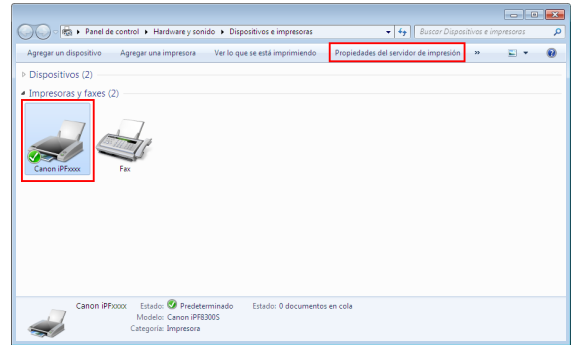 Panel de control ▸ Hardware y sonido ▸ Dispositivos e impresoras
Buscar Dispositivos e impresoras
Agregar un dispositivo Agregar una impresora Ver lo que se está imprimiendo Propiedades del servidor de impresión »
Dispositivos (2)
Impresoras y faxes (2)
Canon iPFxxxx Fax
Canon iPFxxxx Estado: Predeterminado Estado: 0 documentos en cola
Modelo: Canon iPF8300S
Categoría: Impresora